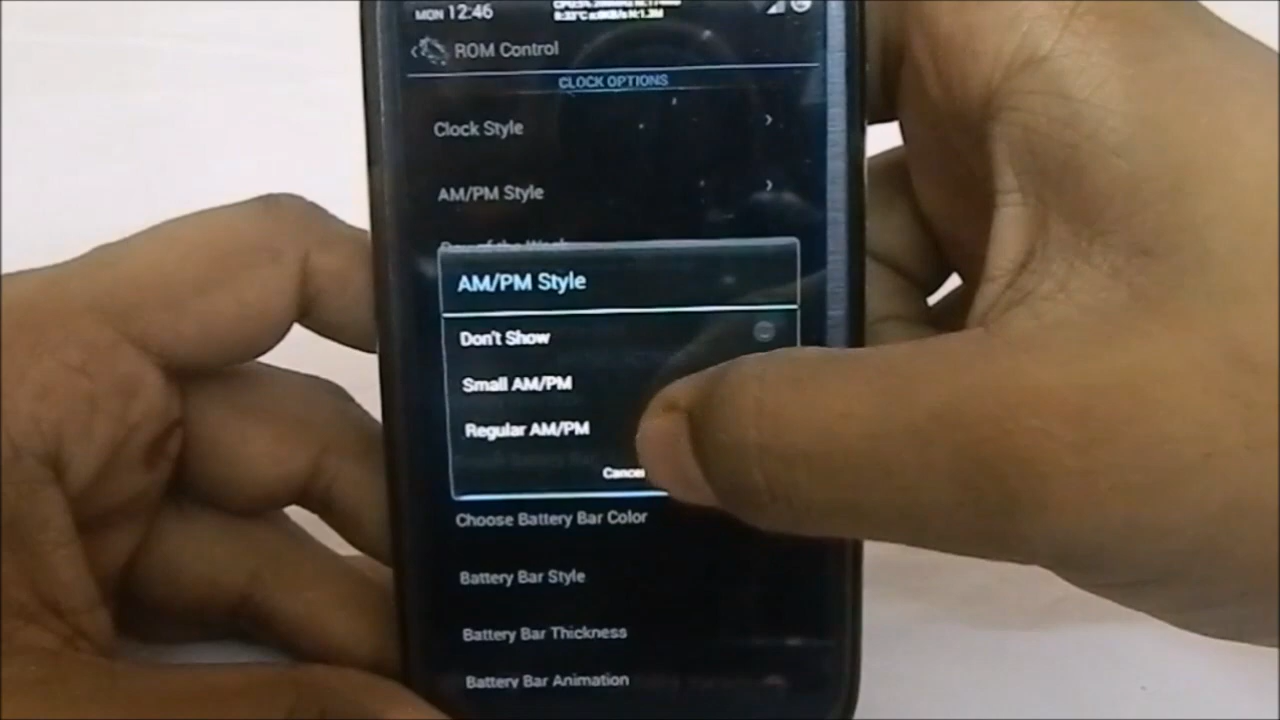 MON 12:46
ROM Control
CLOCK OPTIONS
Clock Style
AM/PM Style
AM/PM Style
Don't Show
Small AM/PM
Regular AM/PM
Cancel
Choose Battery Bar Color
Battery Bar Style
Battery Bar Thickness
Battery Bar Animation